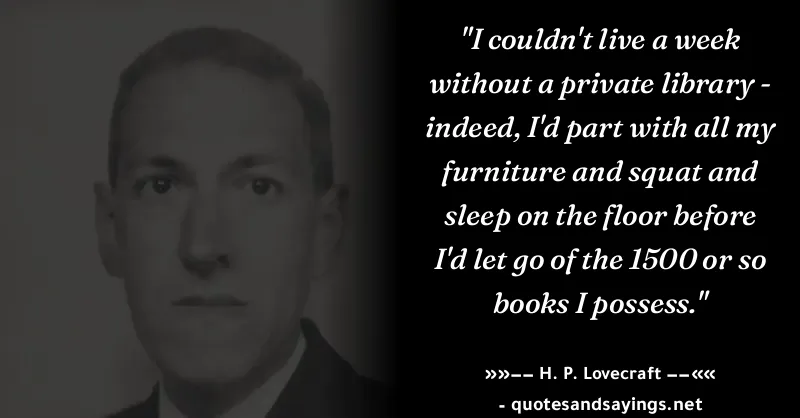 "I couldn't live a week
without a private library -
indeed, I'd part with all my
furniture and squat and
sleep on the floor before
I'd let go of the 1500 or so
books I possess."
»»−− H. P. Lovecraft −−««
- quotesandsayings.net